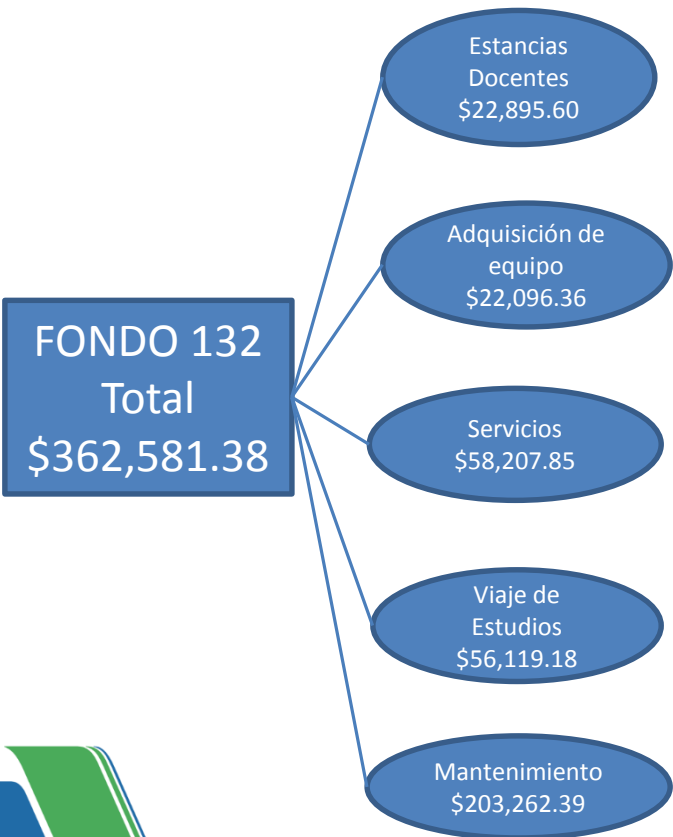 FONDO 132
Total
$362,581.38
Estancias
Docentes
$22,895.60
Adquisición de
equipo
$22,096.36
Servicios
$58,207.85
Viaje de
Estudios
$56,119.18
Mantenimiento
$203,262.39